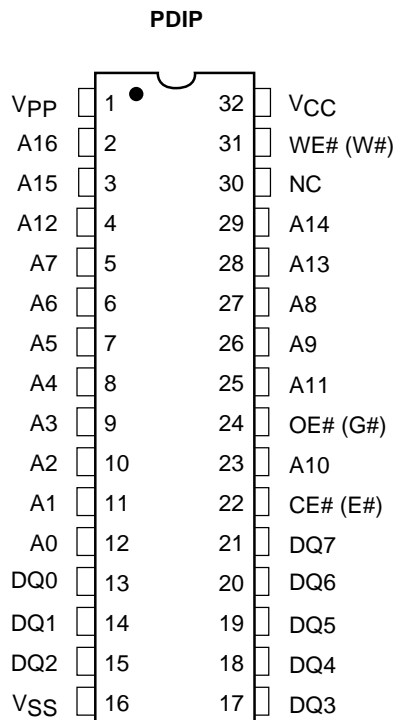 PDIP
VPP 1 32 VCC
A16 2 31 WE# (W#)
A15 3 30 NC
A12 4 29 A14
A7 5 28 A13
A6 6 27 A8
A5 7 26 A9
A4 8 25 A11
A3 9 24 OE# (G#)
A2 10 23 A10
A1 11 22 CE# (E#)
A0 12 21 DQ7
DQ0 13 20 DQ6
DQ1 14 19 DQ5
DQ2 15 18 DQ4
VSS 16 17 DQ3